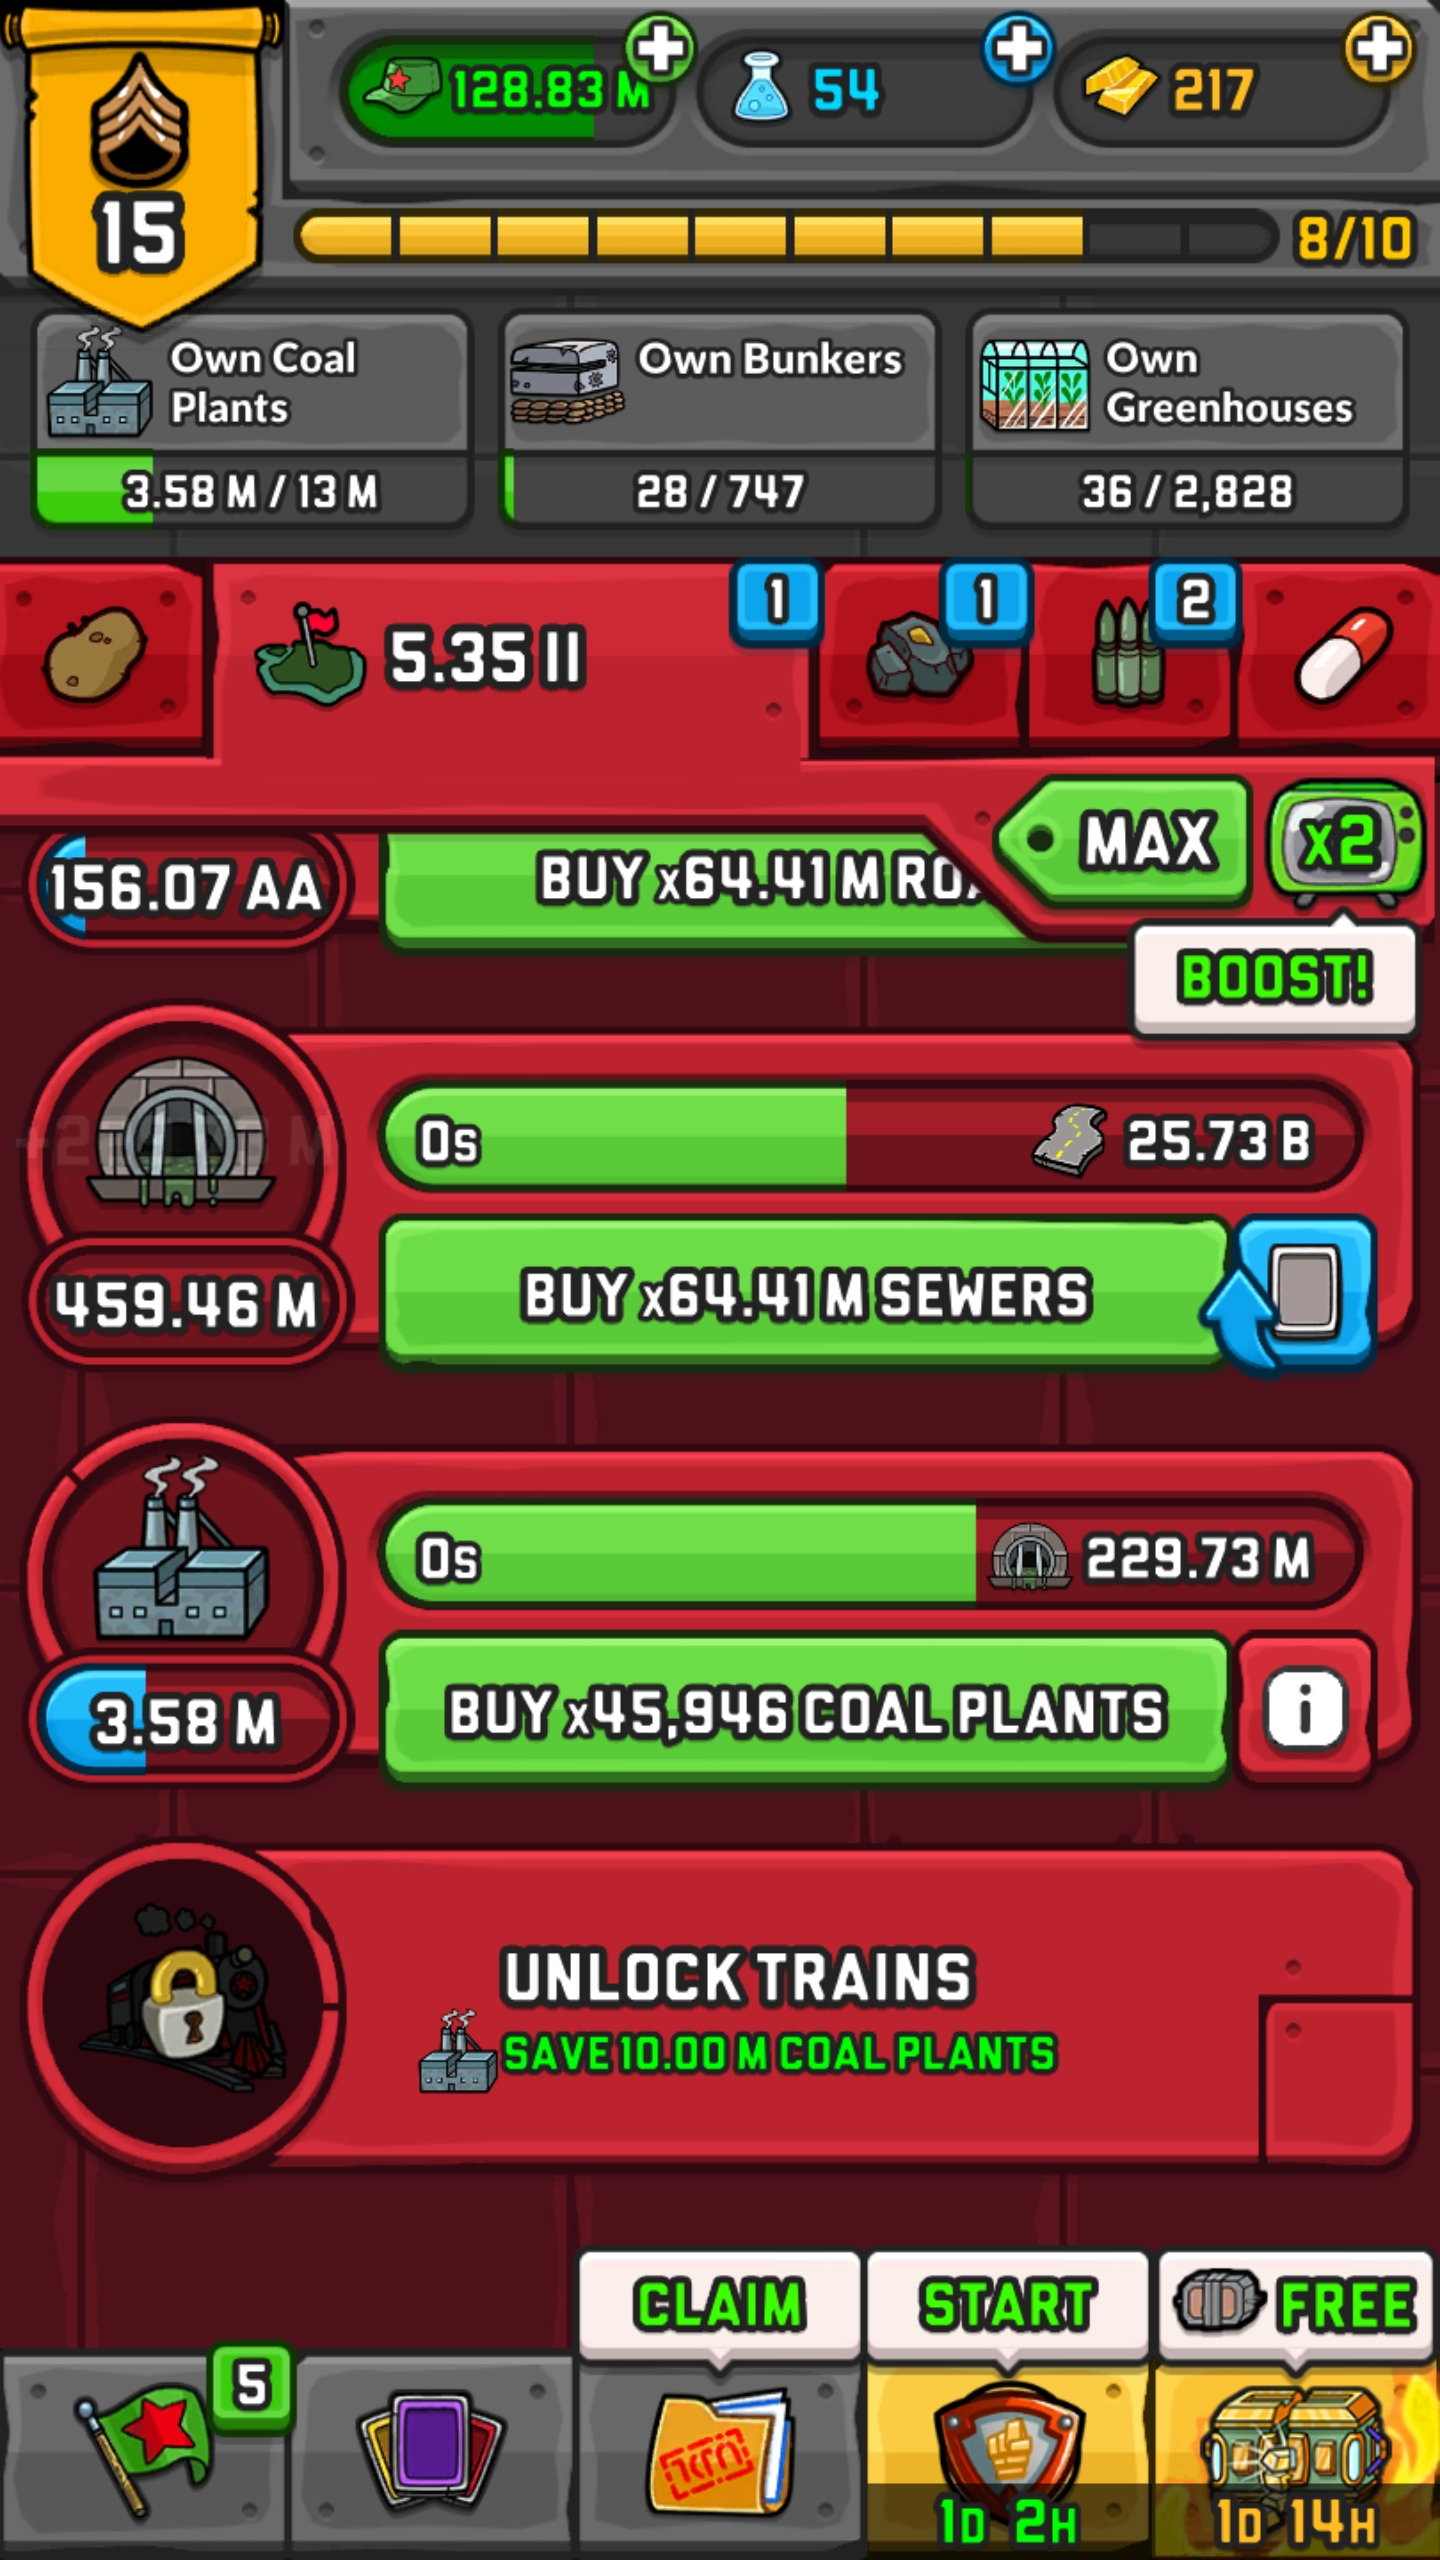 128.83 M
54
217
15
8/10
Own Coal
Plants
3.58 M / 13 M
Own Bunkers
28 / 747
Own
Greenhouses
36 / 2,828
5.35 II
1
1
2
MAX
x2
BOOST!
156.07 AA
BUY x64.41 M
0s
25.73 B
459.46 M
BUY x64.41 M SEWERS
0s
229.73 M
3.58 M
BUY x45,946 COAL PLANTS
i
UNLOCK TRAINS
SAVE 10.00 M COAL PLANTS
CLAIM
START
FREE
5
1D 2H
1D 14H